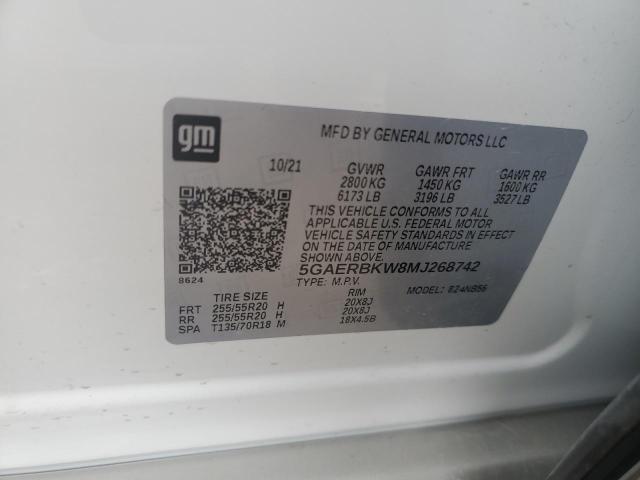 gm
MFD BY GENERAL MOTORS LLC
10/21 GVWR GAWR FRT GAWR RR
2800 KG 1450 KG 1600 KG
6173 LB 3196 LB 3527 LB
THIS VEHICLE CONFORMS TO ALL
APPLICABLE U.S. FEDERAL MOTOR
VEHICLE SAFETY STANDARDS IN EFFECT
ON THE DATE OF MANUFACTURE
SHOWN ABOVE.
5GAERBKW8MJ268742
8624
TYPE: M.P.V. MODEL: E24NB56
TIRE SIZE RIM
FRT 255/55R20 H 20X8J
RR 255/55R20 H 20X8J
SPA T135/70R18 M 18X4.5B